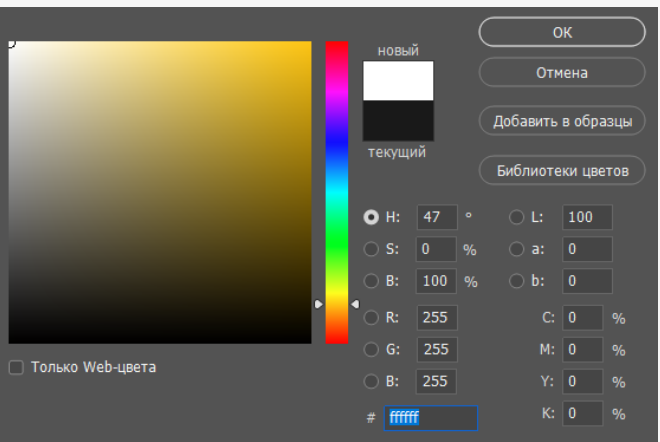 новый
текущий
ОК
Отмена
Добавить в образцы
Библиотеки цветов
H: 47 °
S: 0 %
B: 100 %
L: 100
a: 0
b: 0
R: 255
G: 255
B: 255
C: 0 %
M: 0 %
Y: 0 %
K: 0 %
# ffffff
Только Web-цвета